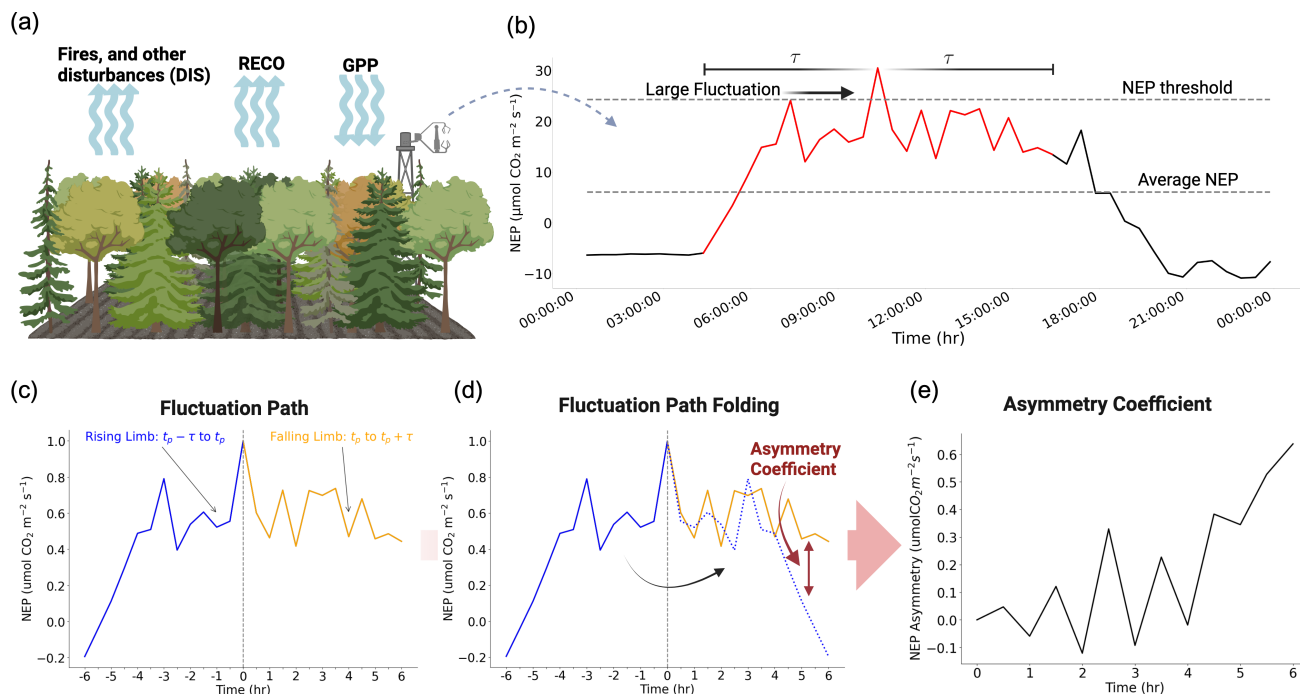 (a)
Fires, and other
disturbances (DIS)
RECO
GPP
(b)
NEP (μmol CO₂ m⁻² s⁻¹)
30
20
10
0
−10
τ
τ
Large Fluctuation
NEP threshold
Average NEP
00:00:00
03:00:00
06:00:00
09:00:00
12:00:00
15:00:00
18:00:00
21:00:00
00:00:00
Time (hr)
(c)
Fluctuation Path
Rising Limb: tₚ − τ to tₚ
Falling Limb: tₚ to tₚ + τ
NEP (umol CO₂ m⁻² s⁻¹)
1.0
0.8
0.6
0.4
0.2
0.0
−0.2
-6 -5 -4 -3 -2 -1 0 1 2 3 4 5 6
Time (hr)
(d)
Fluctuation Path Folding
Asymmetry
Coefficient
NEP (umol CO₂ m⁻² s⁻¹)
1.0
0.8
0.6
0.4
0.2
0.0
−0.2
-6 -5 -4 -3 -2 -1 0 1 2 3 4 5 6
Time (hr)
(e)
Asymmetry Coefficient
NEP Asymmetry (umolCO₂m⁻²s⁻¹)
0.6
0.5
0.4
0.3
0.2
0.1
0.0
−0.1
0 1 2 3 4 5 6
Time (hr)